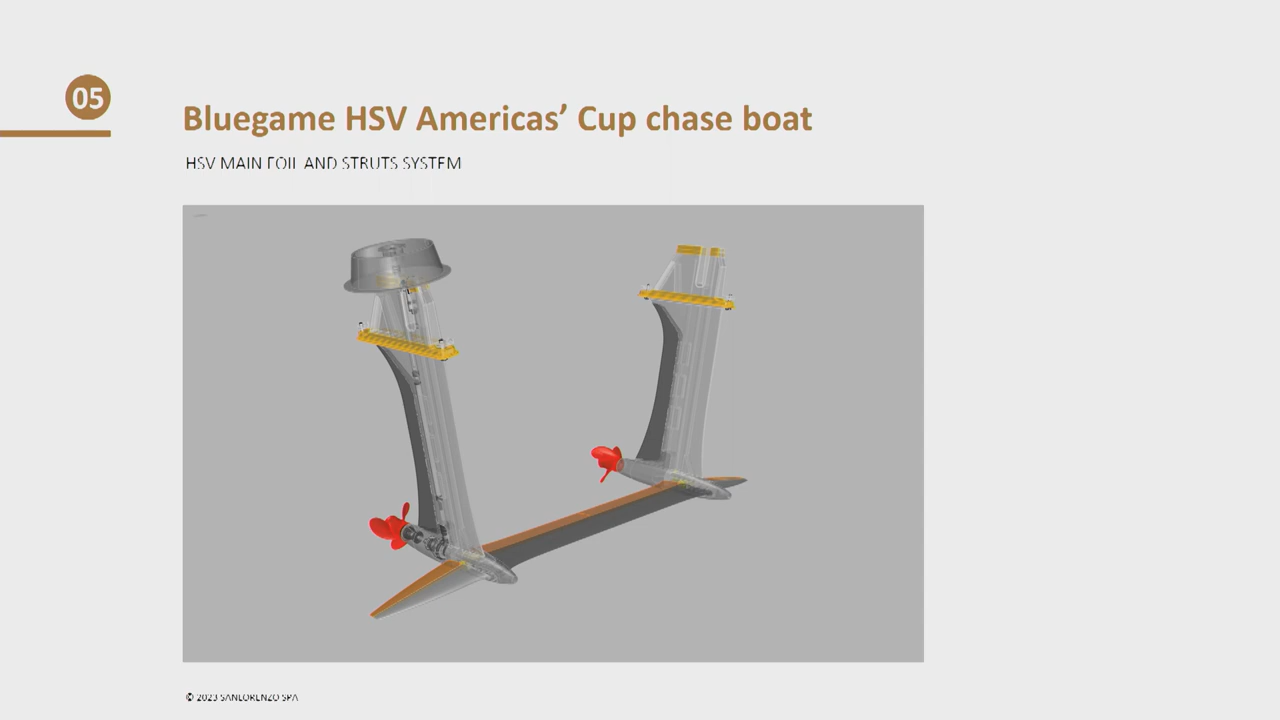 05
Bluegame HSV Americas’ Cup chase boat
HSV MAIN FOIL AND STRUTS SYSTEM
© 2023 SANLORENZO SPA